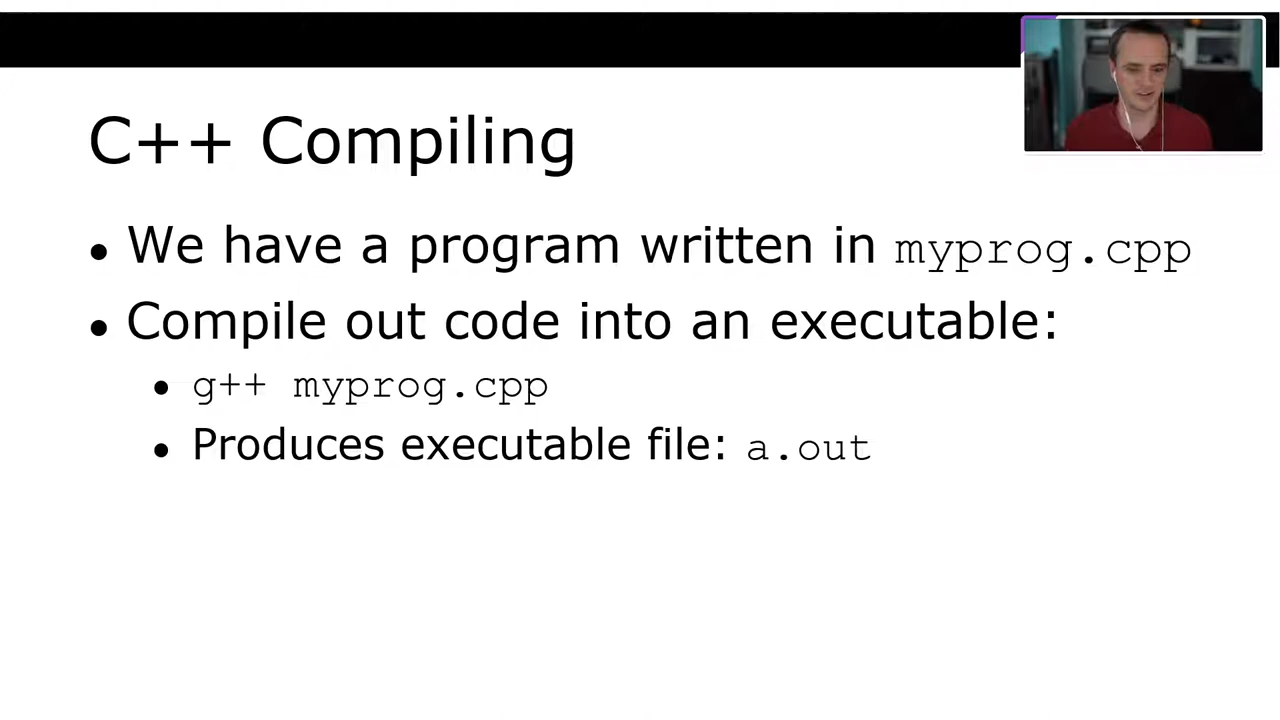 C++ Compiling
• We have a program written in myprog.cpp
• Compile out code into an executable:
• g++ myprog.cpp
• Produces executable file: a.out